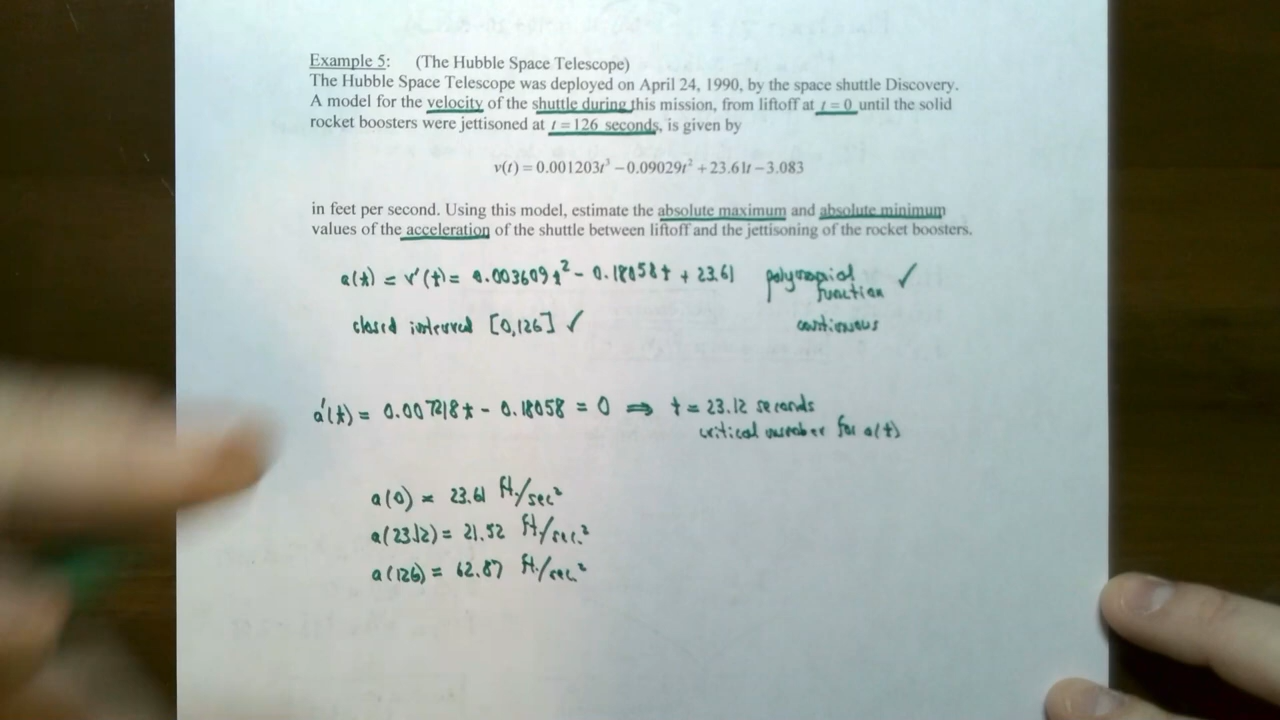 Example 5: (The Hubble Space Telescope)
The Hubble Space Telescope was deployed on April 24, 1990, by the space shuttle Discovery.
A model for the velocity of the shuttle during this mission, from liftoff at t = 0 until the solid
rocket boosters were jettisoned at t = 126 seconds, is given by
v(t) = 0.001203t³ − 0.09029t² + 23.61t − 3.083
in feet per second. Using this model, estimate the absolute maximum and absolute minimum
values of the acceleration of the shuttle between liftoff and the jettisoning of the rocket boosters.
a(t) = v'(t) = 0.003609t² - 0.18058t + 23.61 polynomial function ✓
closed interval [0,126] ✓ continuous
a'(t) = 0.007218t - 0.18058 = 0 ⟹ t = 23.12 seconds
critical number for a(t)
a(0) = 23.61 ft/sec²
a(23.12) = 21.52 ft/sec.²
a(126) = 62.87 ft./sec²